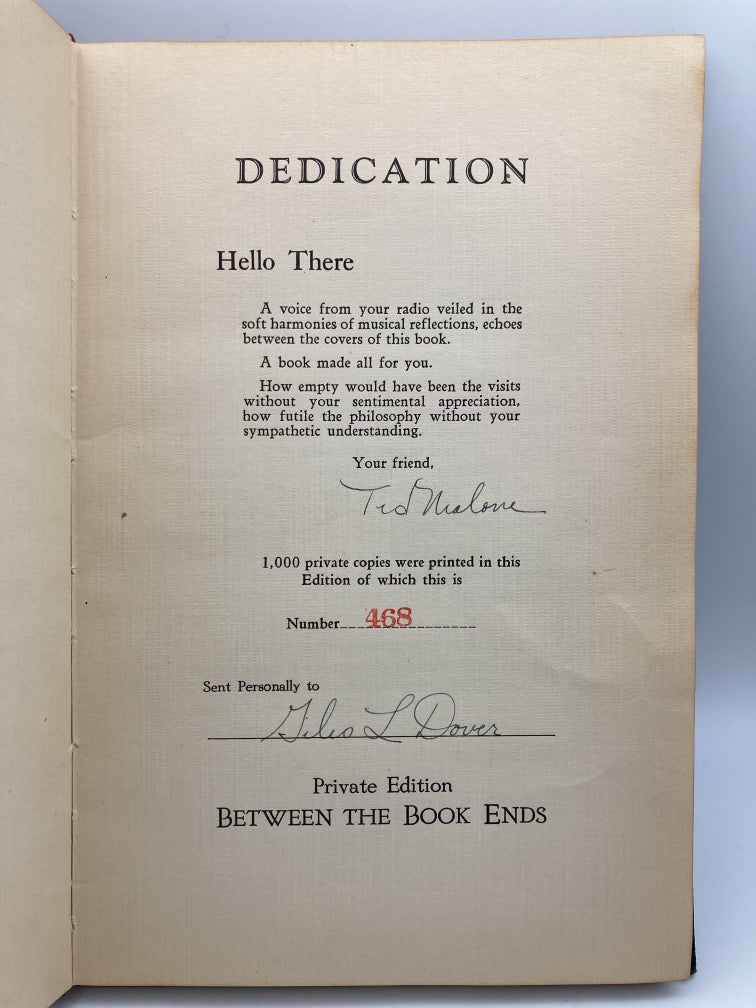 DEDICATION
Hello There
A voice from your radio veiled in the
soft harmonies of musical reflections, echoes
between the covers of this book.
A book made all for you.
How empty would have been the visits
without your sentimental appreciation,
how futile the philosophy without your
sympathetic understanding.
Your friend,
Ted Malone
1,000 private copies were printed in this
Edition of which this is
Number 468
Sent Personally to
Giles L Dover
Private Edition
BETWEEN THE BOOK ENDS